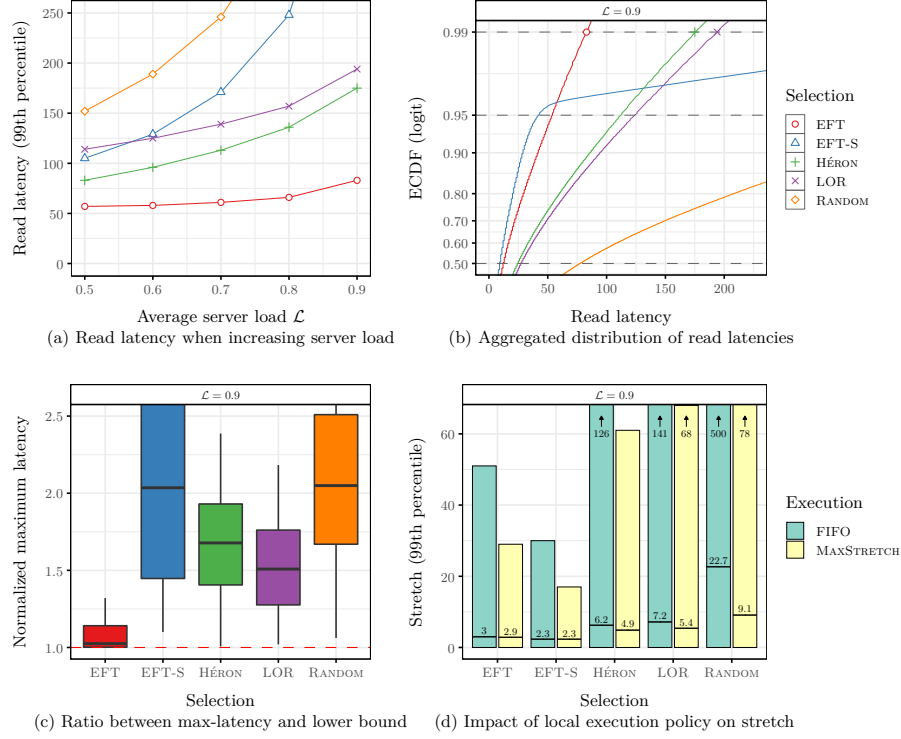 Read latency (99th percentile)
250
200
150
100
50
0
0.5 0.6 0.7 0.8 0.9
Average server load ℒ
(a) Read latency when increasing server load
ℒ = 0.9
ECDF (logit)
0.99
0.95
0.90
0.80
0.70
0.60
0.50
0 50 100 150 200
Read latency
(b) Aggregated distribution of read latencies
Selection
EFT
EFT-S
HÉRON
LOR
RANDOM
ℒ = 0.9
Normalized maximum latency
2.5
2.0
1.5
1.0
EFT EFT-S HÉRON LOR RANDOM
Selection
(c) Ratio between max-latency and lower bound
ℒ = 0.9
Stretch (99th percentile)
60
40
20
0
126 141 68 500 78
3 2.9 2.3 2.3 6.2 4.9 7.2 5.4 22.7 9.1
EFT EFT-S HÉRON LOR RANDOM
Selection
(d) Impact of local execution policy on stretch
Execution
FIFO
MAXSTRETCH